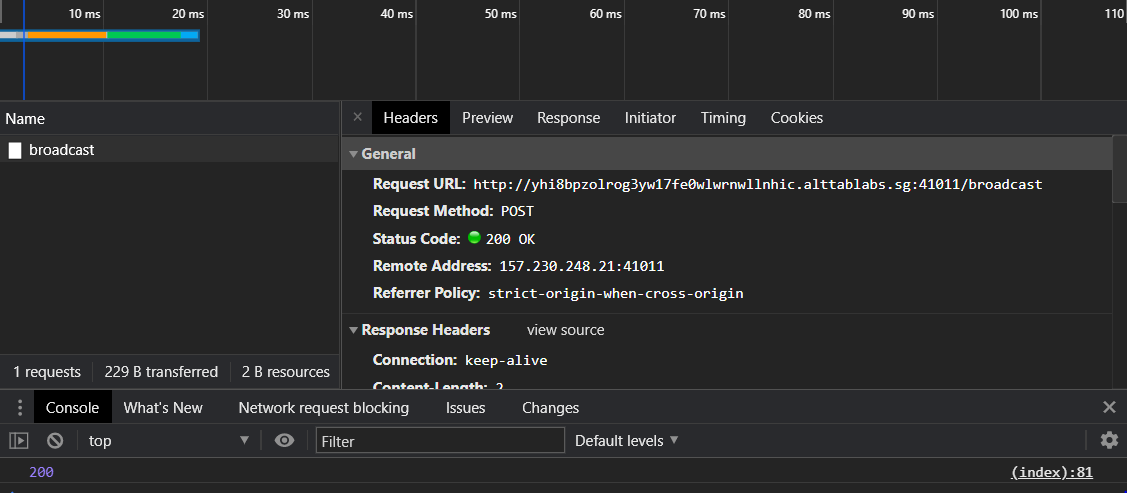 10 ms 20 ms 30 ms 40 ms 50 ms 60 ms 70 ms 80 ms 90 ms 100 ms 110
Name
× Headers Preview Response Initiator Timing Cookies
broadcast
General
Request URL: http://yhi8bpzolrog3yw17fe0wlwrnwllnhic.alttablabs.sg:41011/broadcast
Request Method: POST
Status Code: 200 OK
Remote Address: 157.230.248.21:41011
Referrer Policy: strict-origin-when-cross-origin
Response Headers view source
Connection: keep-alive
Content-Length: 2
1 requests 229 B transferred 2 B resources
Console What's New Network request blocking Issues Changes
top Filter Default levels
200 (index):81